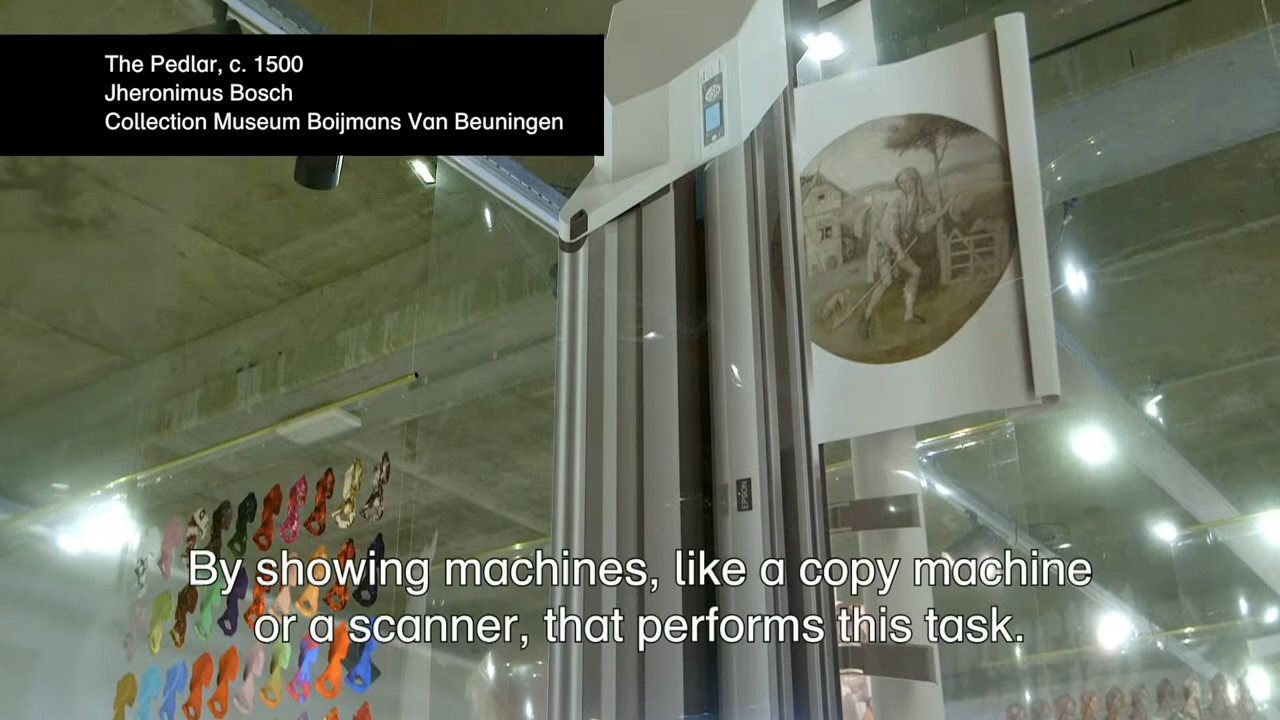 The Pedlar, c. 1500
Jheronimus Bosch
Collection Museum Boijmans Van Beuningen
EPSON
By showing machines, like a copy machine
or a scanner, that performs this task.